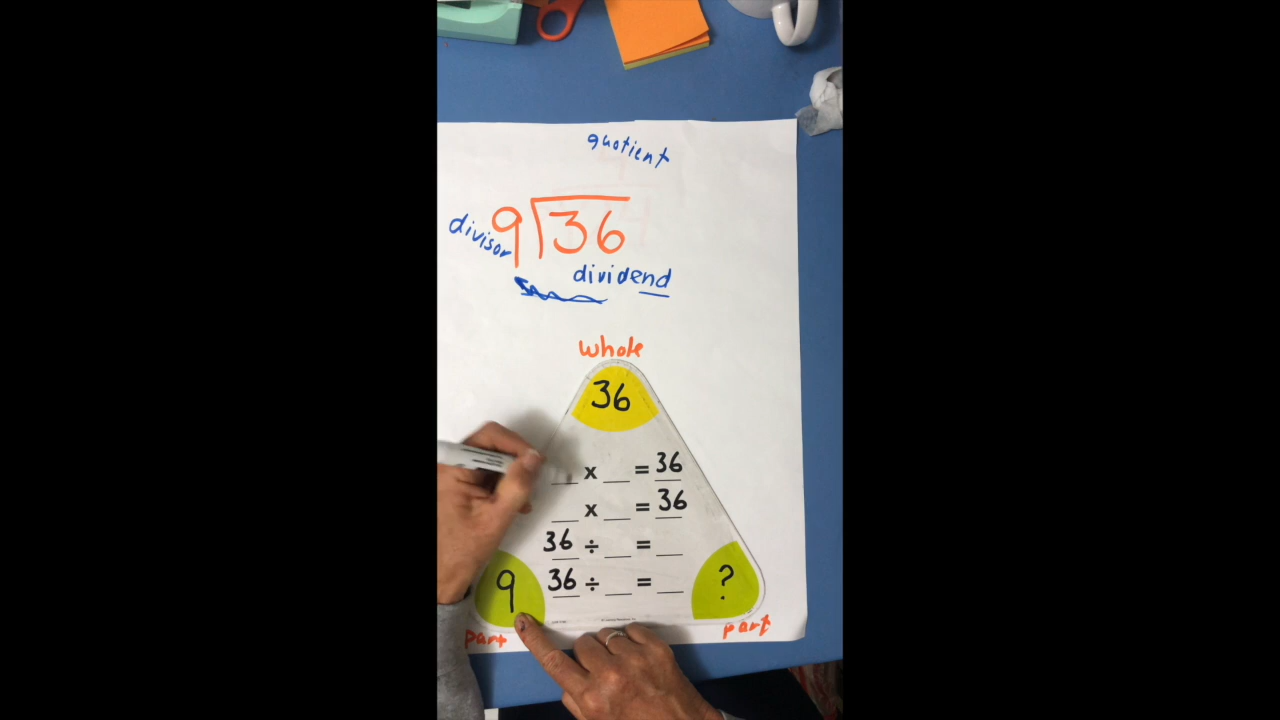 quotient
divisor 9 36
dividend
whole
36
__ x __ = 36
__ x __ = 36
36 ÷ __ = __
36 ÷ __ = __
9 ?
part part